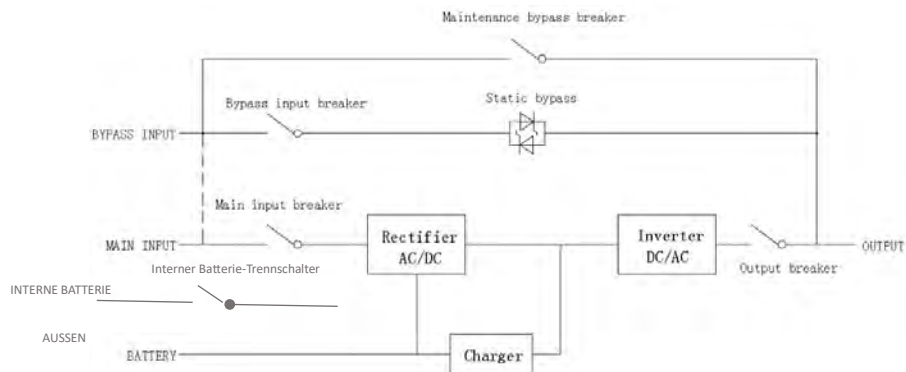 Maintenance bypass breaker
Bypass input breaker
Static bypass
BYPASS INPUT
Main input breaker
MAIN INPUT
Rectifier
AC/DC
Inverter
DC/AC
OUTPUT
Interner Batterie-Trennschalter
Output breaker
INTERNE BATTERIE
AUSSEN
BATTERY
Charger